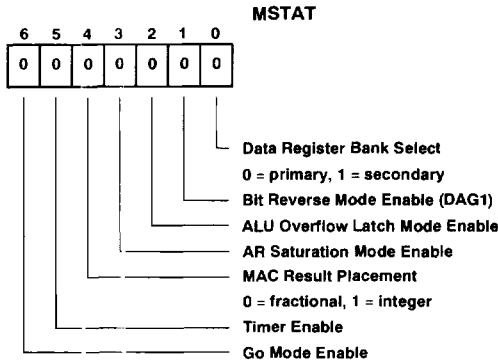 MSTAT
6 5 4 3 2 1 0
0 0 0 0 0 0 0
Data Register Bank Select
0 = primary, 1 = secondary
Bit Reverse Mode Enable (DAG1)
ALU Overflow Latch Mode Enable
AR Saturation Mode Enable
MAC Result Placement
0 = fractional, 1 = integer
Timer Enable
Go Mode Enable